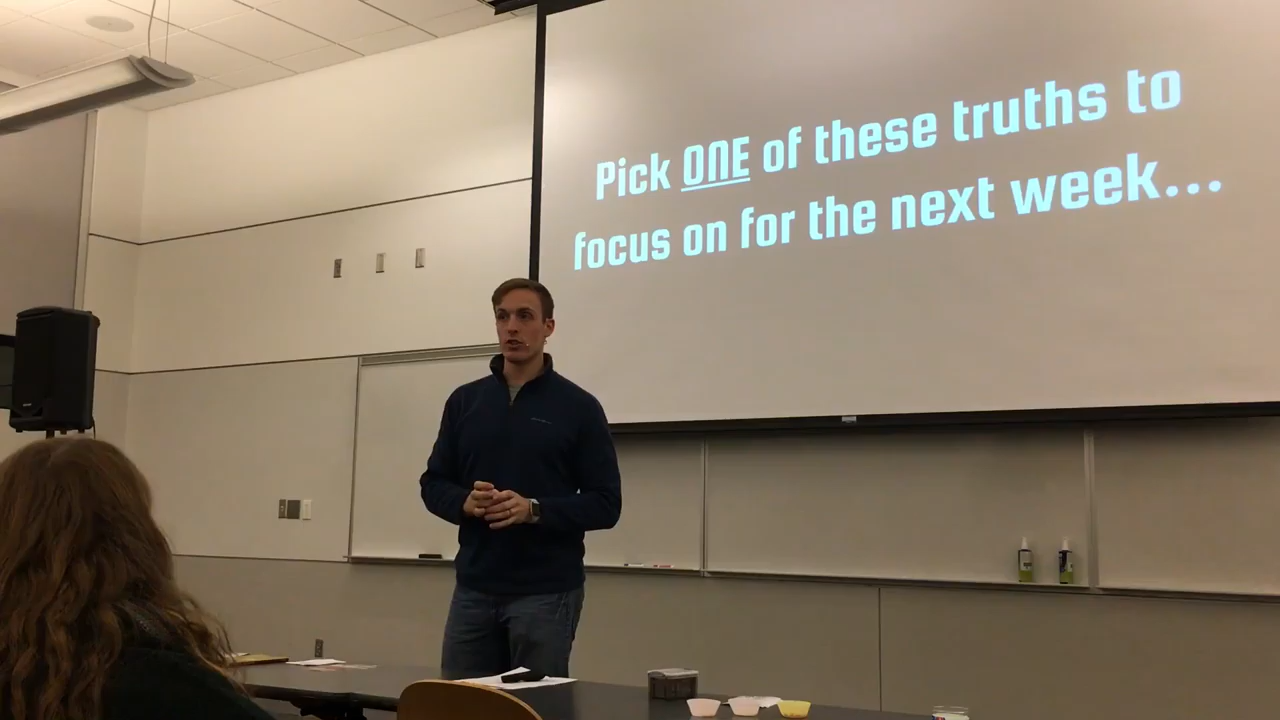 Pick ONE of these truths to
focus on for the next week...